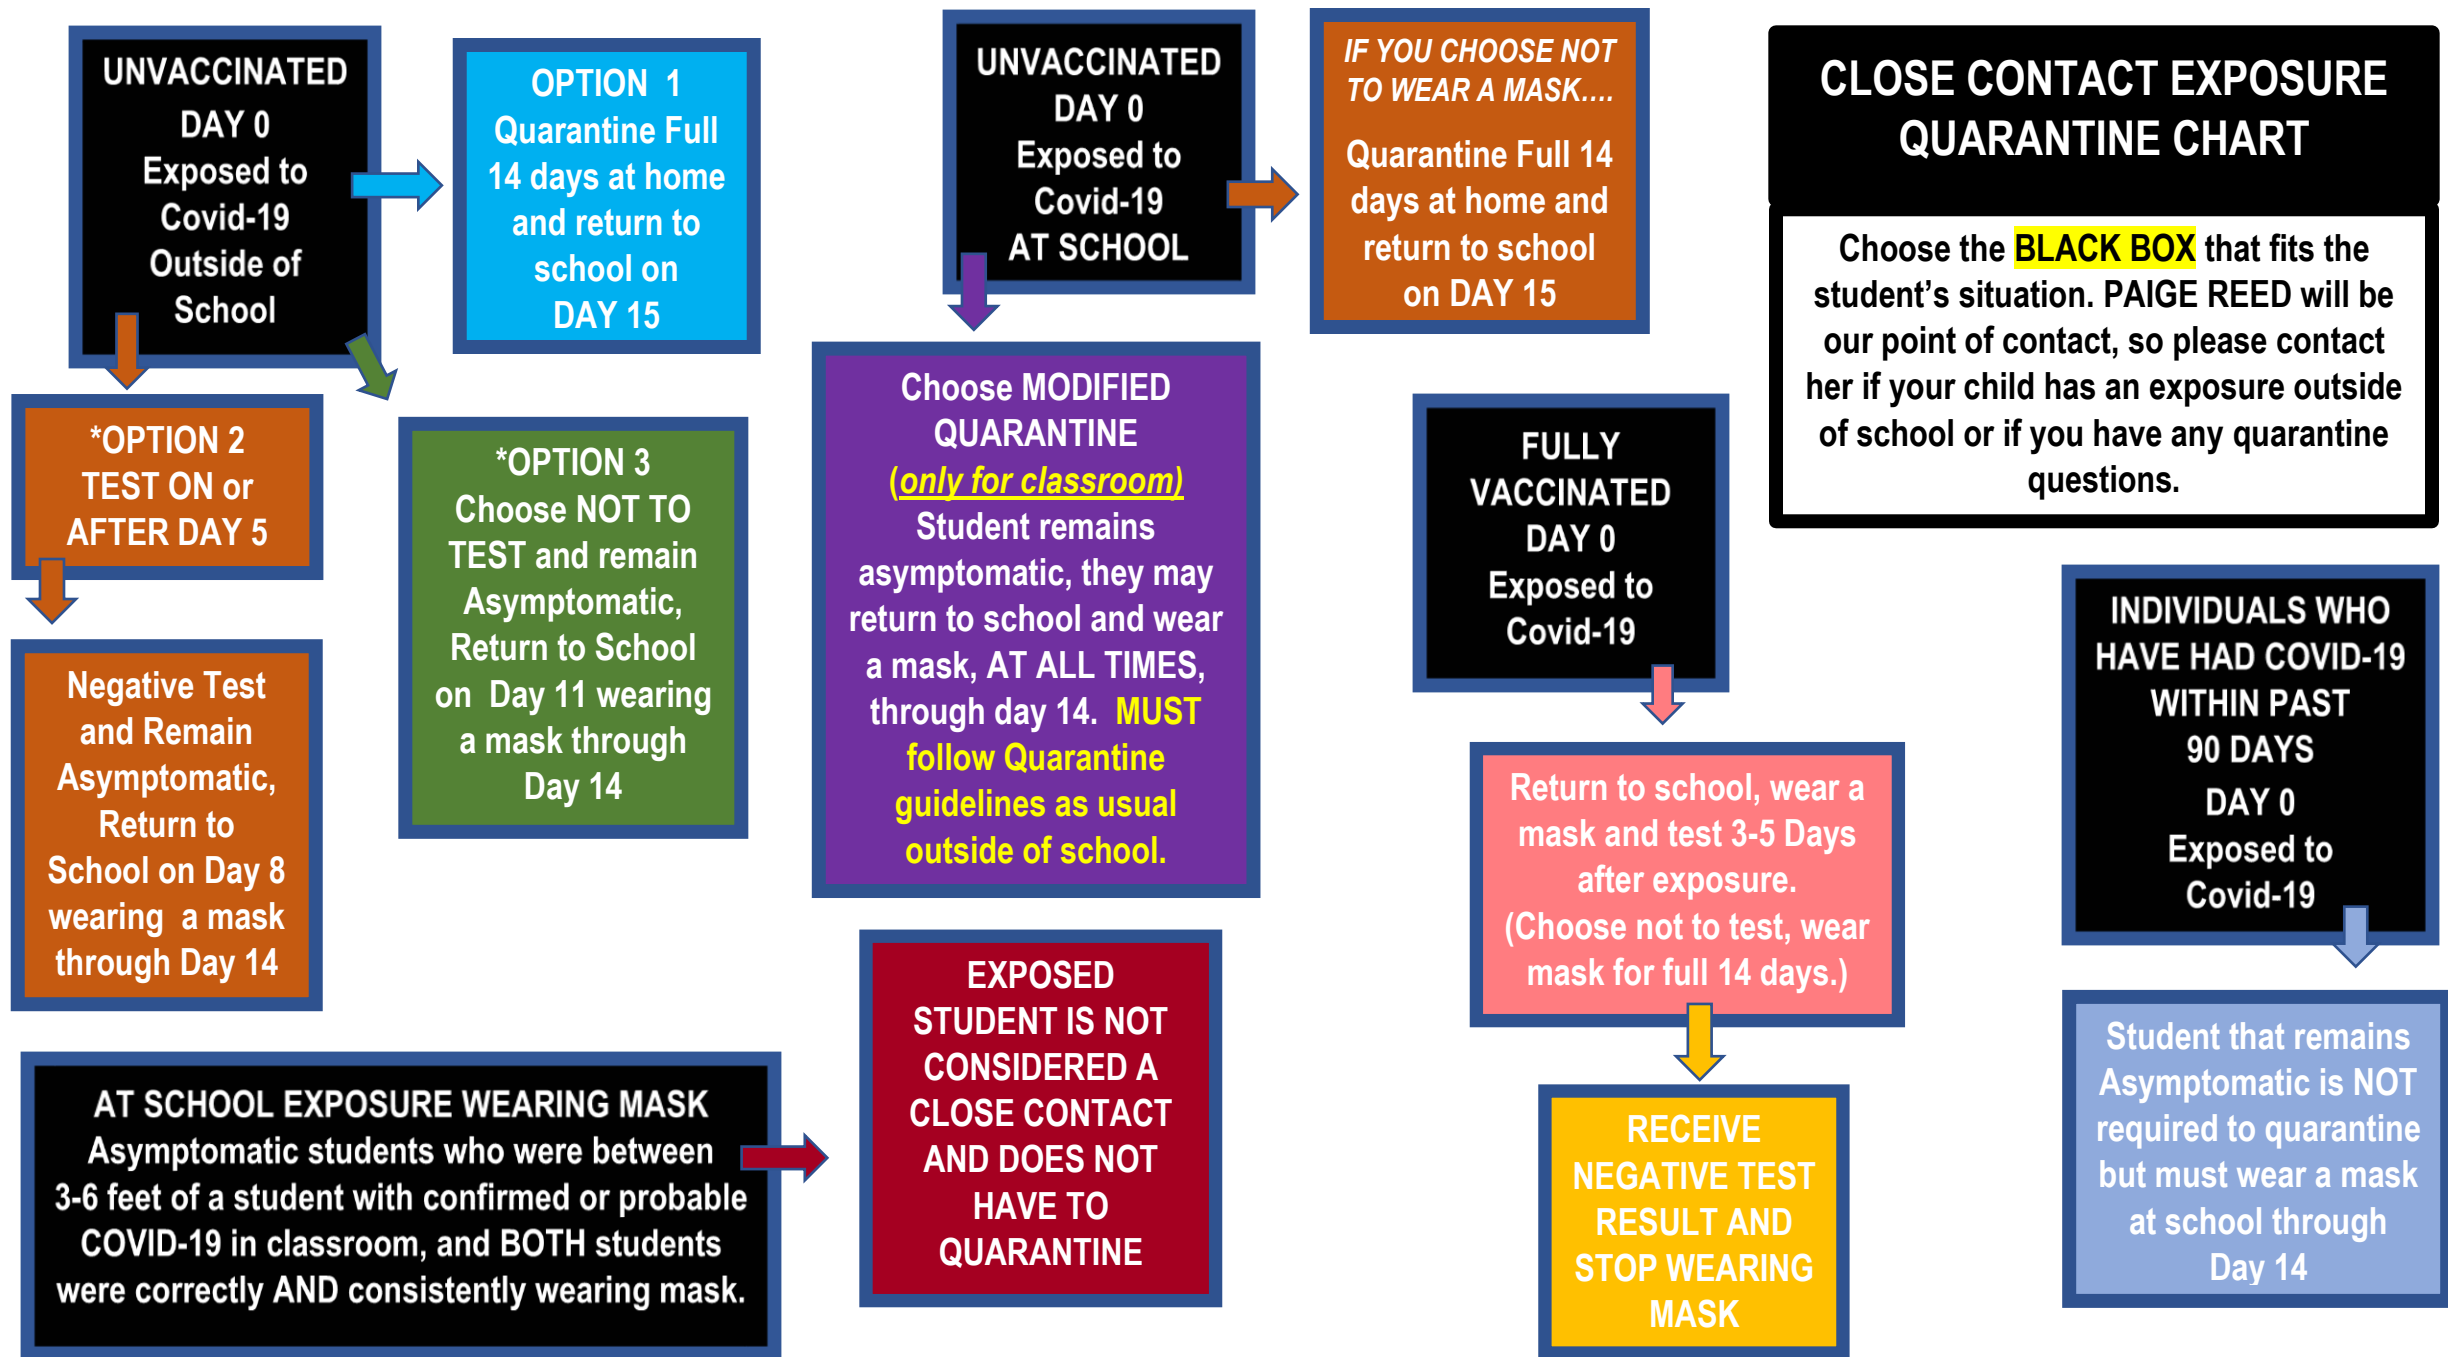 UNVACCINATED
DAY 0
Exposed to
Covid-19
Outside of
School
OPTION 1
Quarantine Full
14 days at home
and return to
school on
DAY 15
*OPTION 2
TEST ON or
AFTER DAY 5
Negative Test
and Remain
Asymptomatic,
Return to
School on Day 8
wearing a mask
through Day 14
*OPTION 3
Choose NOT TO
TEST and remain
Asymptomatic,
Return to School
on Day 11 wearing
a mask through
Day 14
UNVACCINATED
DAY 0
Exposed to
Covid-19
AT SCHOOL
IF YOU CHOOSE NOT
TO WEAR A MASK....
Quarantine Full 14
days at home and
return to school
on DAY 15
Choose MODIFIED
QUARANTINE
(only for classroom)
Student remains
asymptomatic, they may
return to school and wear
a mask, AT ALL TIMES,
through day 14. MUST
follow Quarantine
guidelines as usual
outside of school.
CLOSE CONTACT EXPOSURE
QUARANTINE CHART
Choose the BLACK BOX that fits the
student’s situation. PAIGE REED will be
our point of contact, so please contact
her if your child has an exposure outside
of school or if you have any quarantine
questions.
FULLY
VACCINATED
DAY 0
Exposed to
Covid-19
Return to school, wear a
mask and test 3-5 Days
after exposure.
(Choose not to test, wear
mask for full 14 days.)
RECEIVE
NEGATIVE TEST
RESULT AND
STOP WEARING
MASK
INDIVIDUALS WHO
HAVE HAD COVID-19
WITHIN PAST
90 DAYS
DAY 0
Exposed to
Covid-19
Student that remains
Asymptomatic is NOT
required to quarantine
but must wear a mask
at school through
Day 14
AT SCHOOL EXPOSURE WEARING MASK
Asymptomatic students who were between
3-6 feet of a student with confirmed or probable
COVID-19 in classroom, and BOTH students
were correctly AND consistently wearing mask.
EXPOSED
STUDENT IS NOT
CONSIDERED A
CLOSE CONTACT
AND DOES NOT
HAVE TO
QUARANTINE